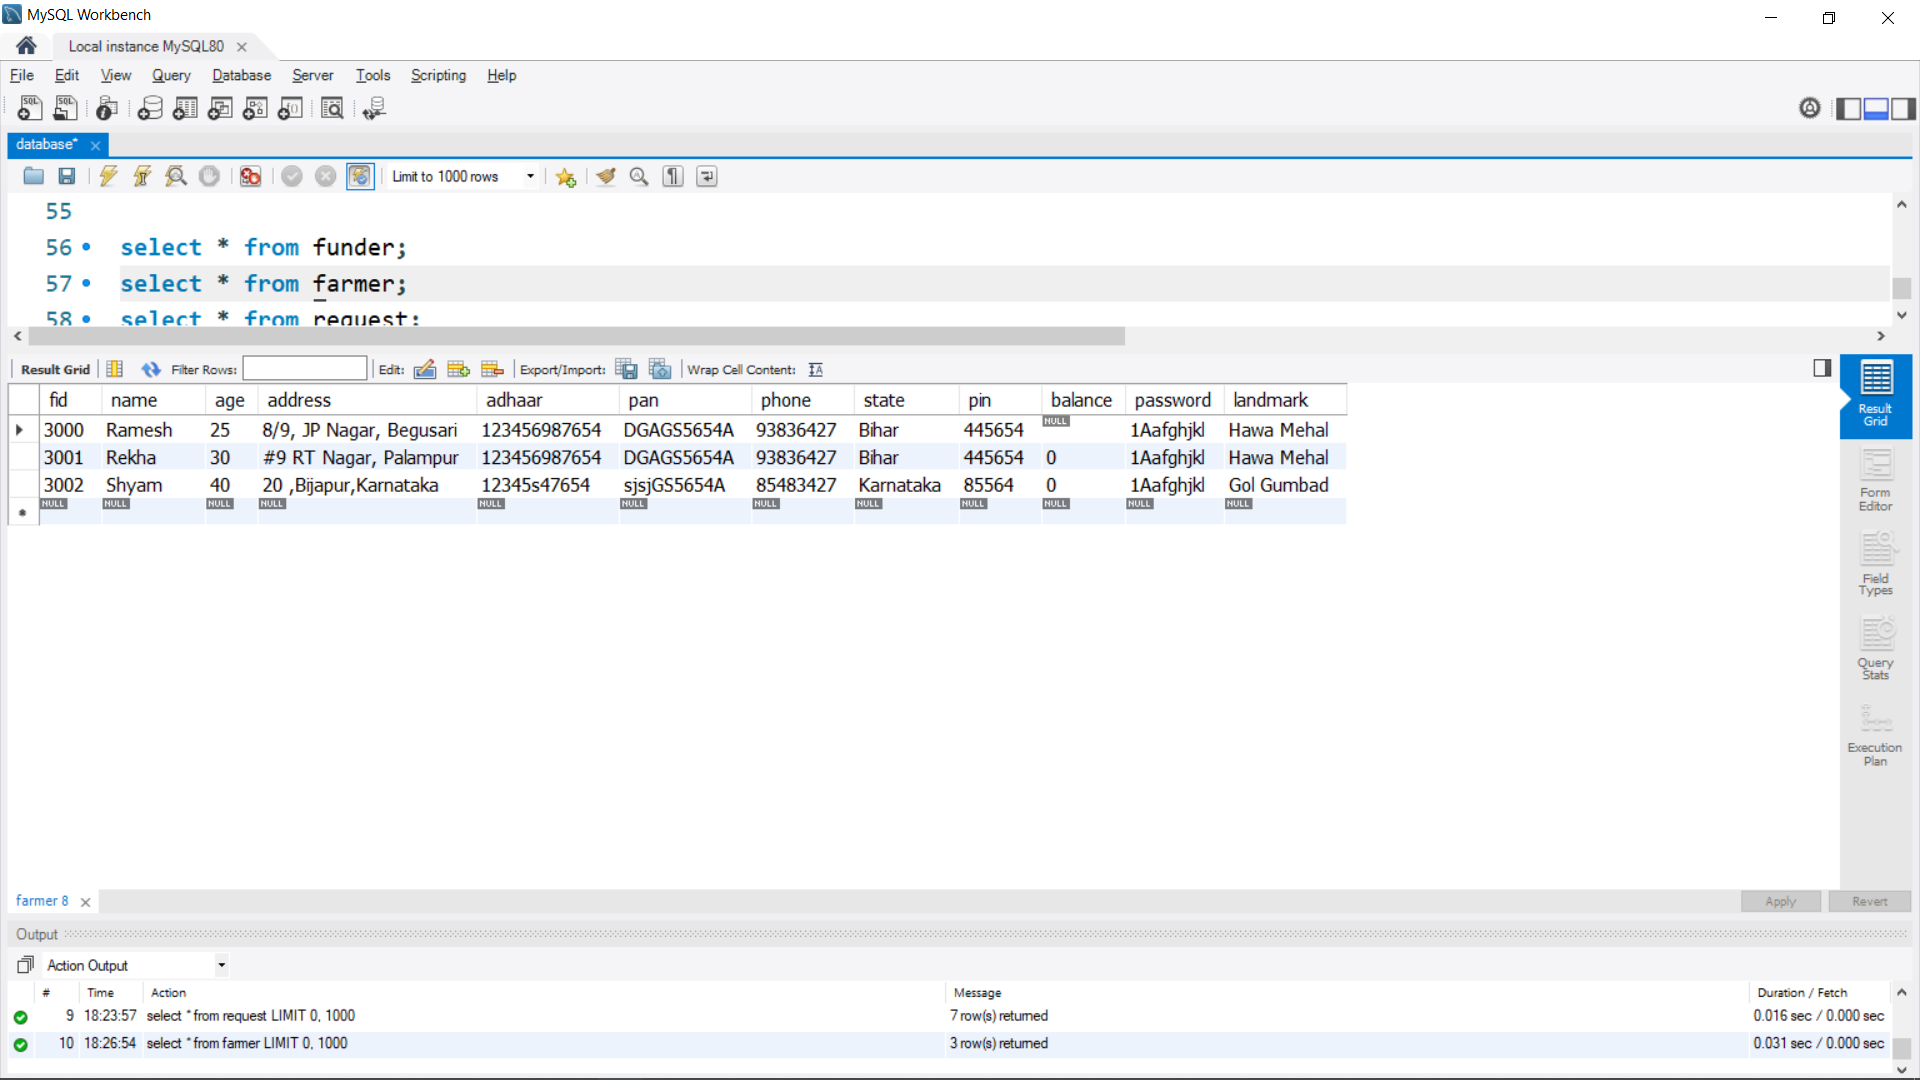 MySQL Workbench
Local instance MySQL80
File Edit View Query Database Server Tools Scripting Help
database*
Limit to 1000 rows
55
56 select * from funder;
57 select * from farmer;
58 select * from request;
Result Grid Filter Rows: Edit: Export/Import: Wrap Cell Content:
fid name age address adhaar pan phone state pin balance password landmark
3000 Ramesh 25 8/9, JP Nagar, Begusari 123456987654 DGAGS5654A 93836427 Bihar 445654 NULL 1Aafghjkl Hawa Mehal
3001 Rekha 30 #9 RT Nagar, Palampur 123456987654 DGAGS5654A 93836427 Bihar 445654 0 1Aafghjkl Hawa Mehal
3002 Shyam 40 20 ,Bijapur,Karnataka 12345s47654 sjsjGS5654A 85483427 Karnataka 85564 0 1Aafghjkl Gol Gumbad
NULL NULL NULL NULL NULL NULL NULL NULL NULL NULL NULL NULL
Result
Grid
Form
Editor
Field
Types
Query
Stats
Execution
Plan
farmer 8
Apply Revert
Output
Action Output
# Time Action Message Duration / Fetch
9 18:23:57 select * from request LIMIT 0, 1000 7 row(s) returned 0.016 sec / 0.000 sec
10 18:26:54 select * from farmer LIMIT 0, 1000 3 row(s) returned 0.031 sec / 0.000 sec